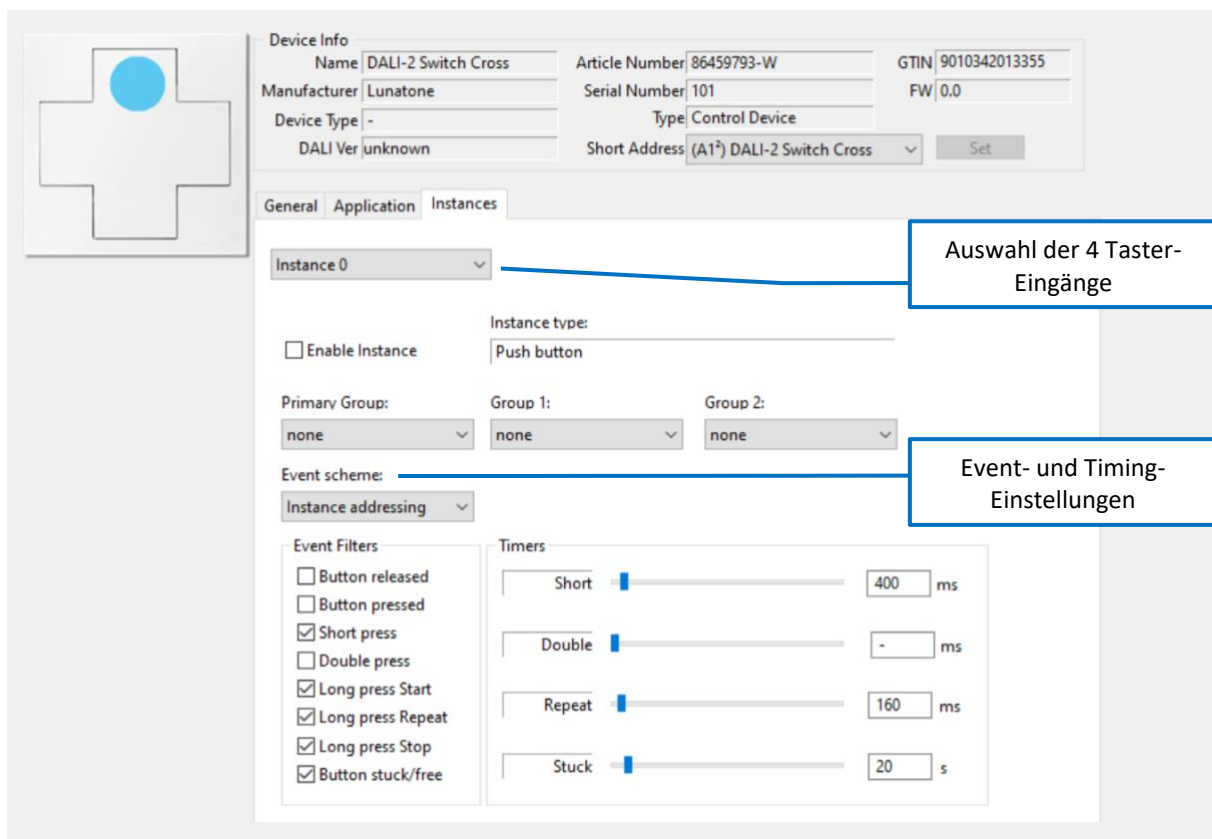 Device Info
Name DALI-2 Switch Cross Article Number 86459793-W GTIN 9010342013355
Manufacturer Lunatone Serial Number 101 FW 0.0
Device Type - Type Control Device
DALI Ver unknown Short Address (A1²) DALI-2 Switch Cross Set
General Application Instances
Instance 0
Auswahl der 4 Taster-
Eingänge
Instance type:
Enable Instance Push button
Primary Group: Group 1: Group 2:
none none none
Event scheme:
Instance addressing
Event- und Timing-
Einstellungen
Event Filters Timers
Button released
Short 400 ms
Button pressed
Short press
Double - ms
Double press
Long press Start
Repeat 160 ms
Long press Repeat
Long press Stop
Stuck 20 s
Button stuck/free